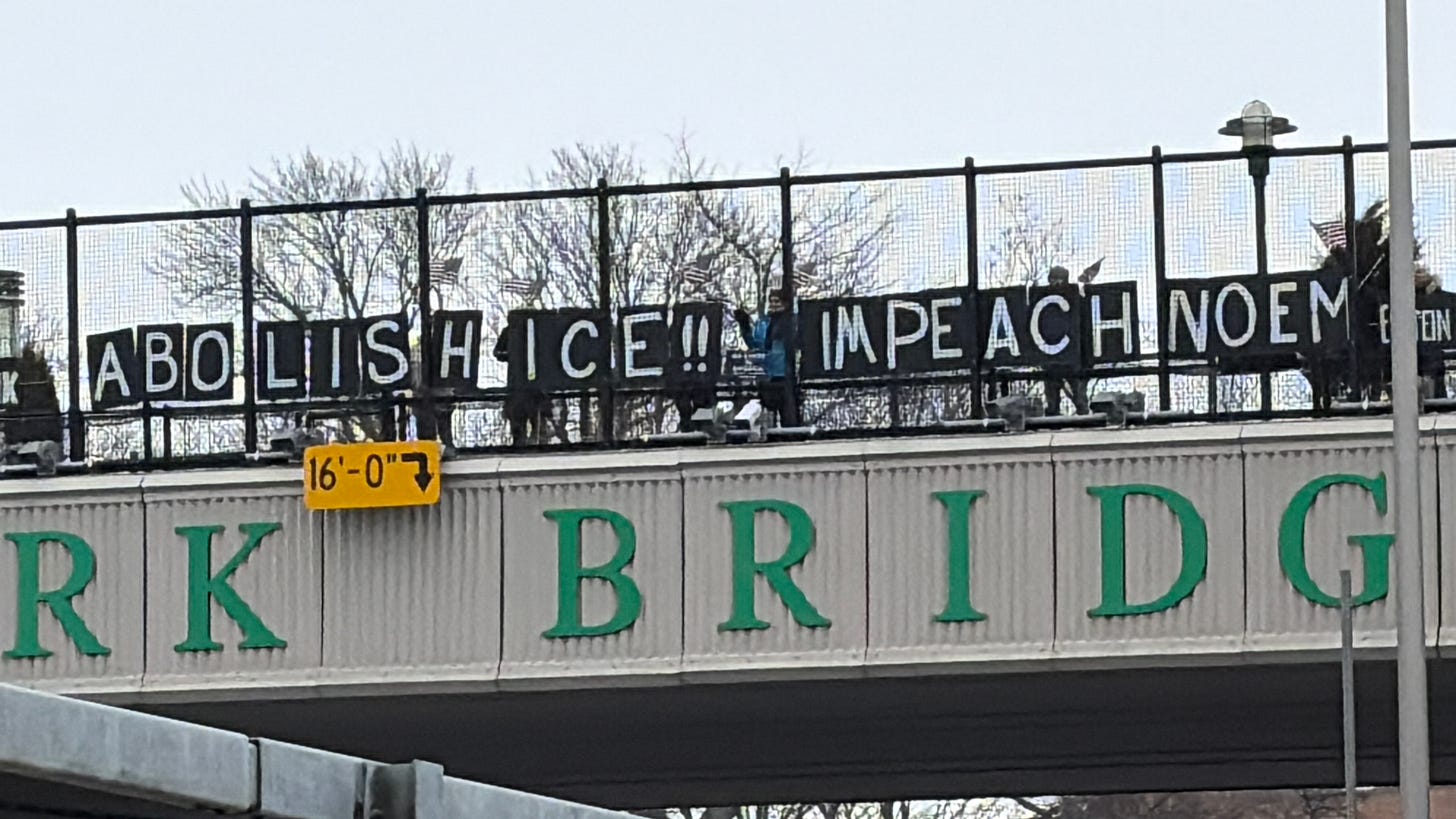 ABOLISH ICE!! IMPEACH NOEM
16'-0"
RK BRIDG